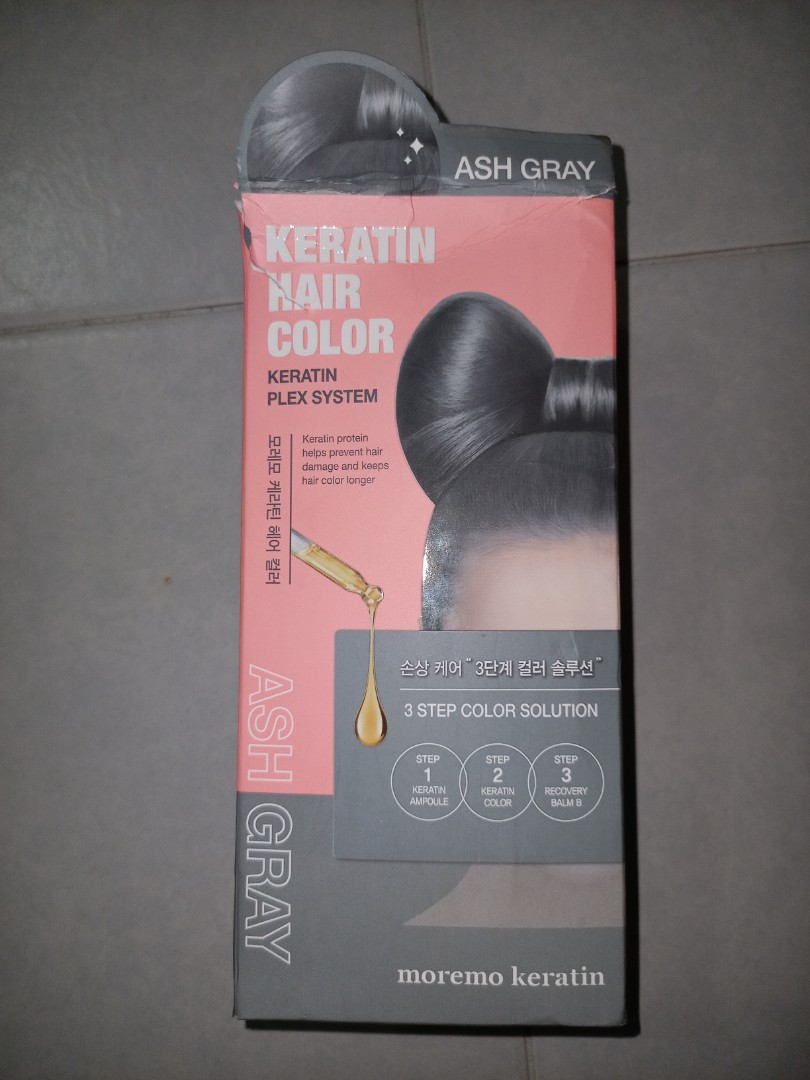 ASH GRAY
KERATIN
HAIR
COLOR
KERATIN
PLEX SYSTEM
모레모 케라틴 헤어 컬러
Keratin protein
helps prevent hair
damage and keeps
hair color longer
손상 케어 " 3단계 컬러 솔루션 "
3 STEP COLOR SOLUTION
STEP
1
KERATIN
AMPOULE
STEP
2
KERATIN
COLOR
STEP
3
RECOVERY
BALM B
ASH GRAY
moremo keratin